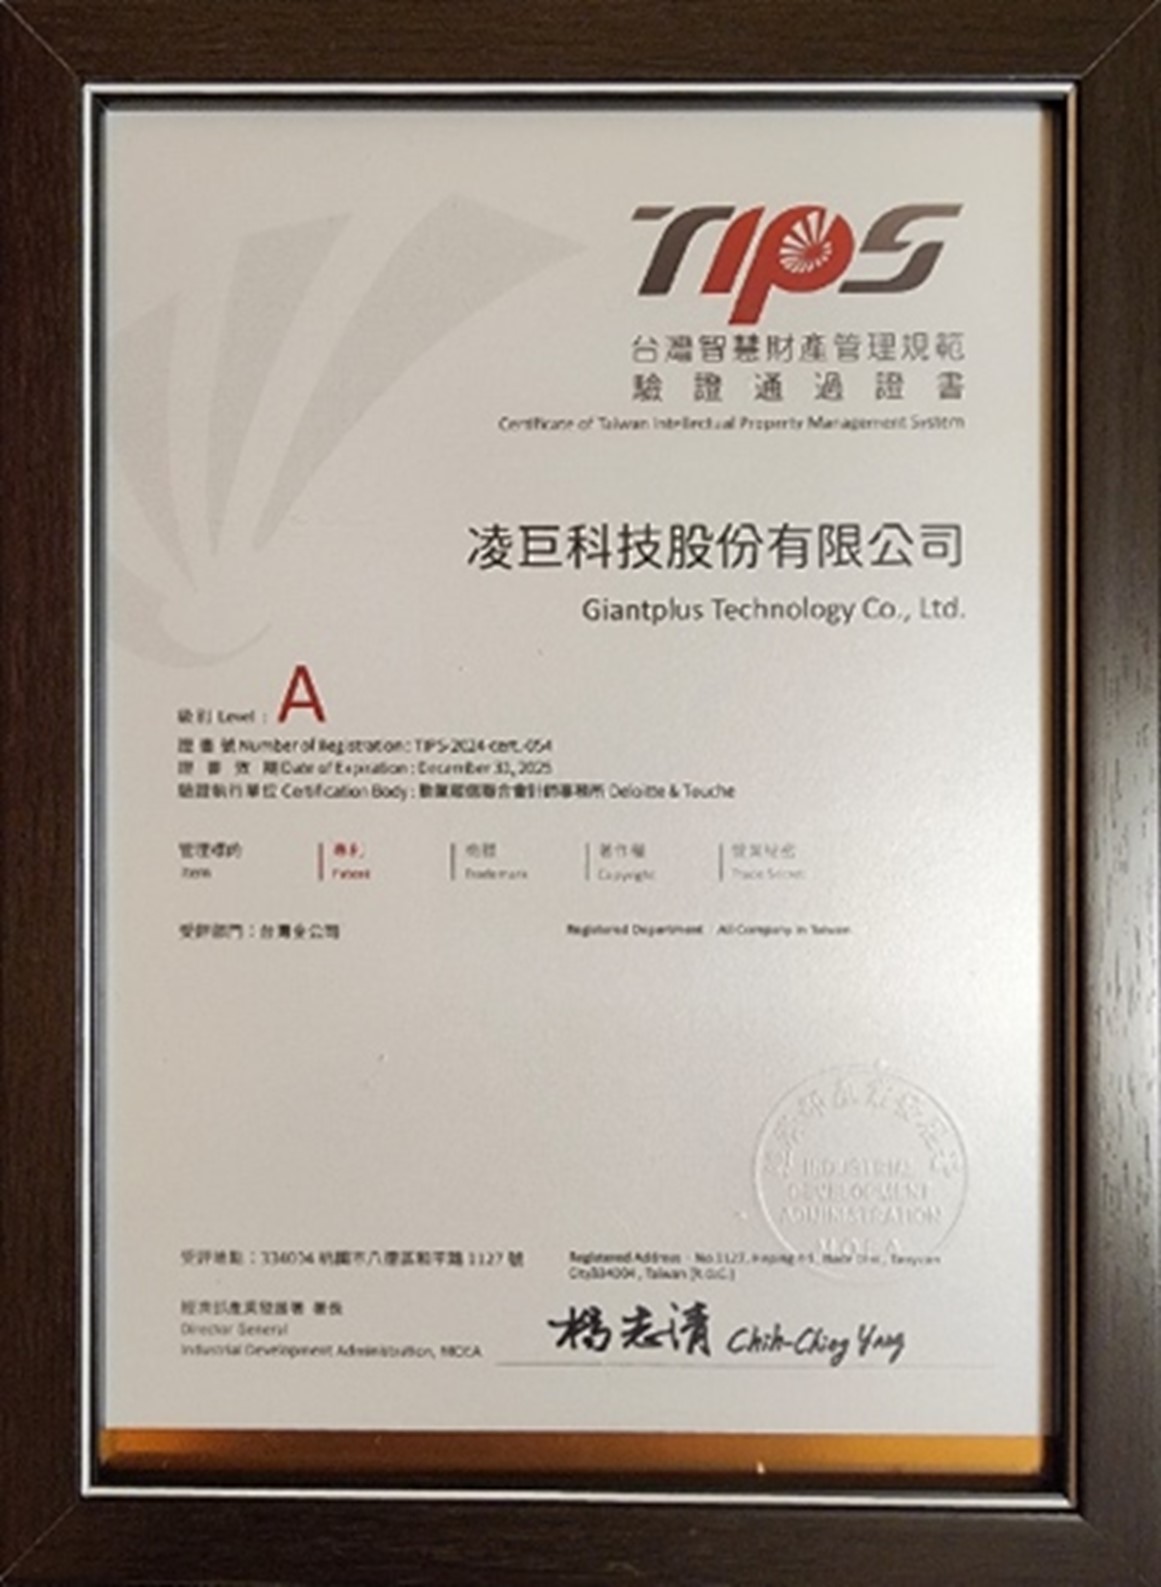 TIPS
台灣智慧財產管理規範
驗證通過證書
Certificate of Taiwan Intellectual Property Management System
凌巨科技股份有限公司
Giantplus Technology Co., Ltd.
級別 Level : A
證書號 Number of Registration : TIPS-2024-cert.-054
證書效期 Date of Expiration : December 31, 2025
驗證執行單位 Certification Body : 勤業眾信聯合會計師事務所 Deloitte & Touche
管理標的 專利 商標 著作權 營業秘密
Item Patent Trademark Copyright Trade Secret
受評部門：台灣全公司 Registered Department : All Company in Taiwan
INDUSTRIAL
DEVELOPMENT
ADMINISTRATION
MOEA
受評地點：334004 桃園市八德區和平路 1127 號 Registered Address : No.1127, Heping Rd., Bade Dist., Taoyuan
City334004 , Taiwan (R.O.C.)
經濟部產業發展署 署長
Director General
Industrial Development Administration, MOEA
楊志清 Chih-Ching Yang